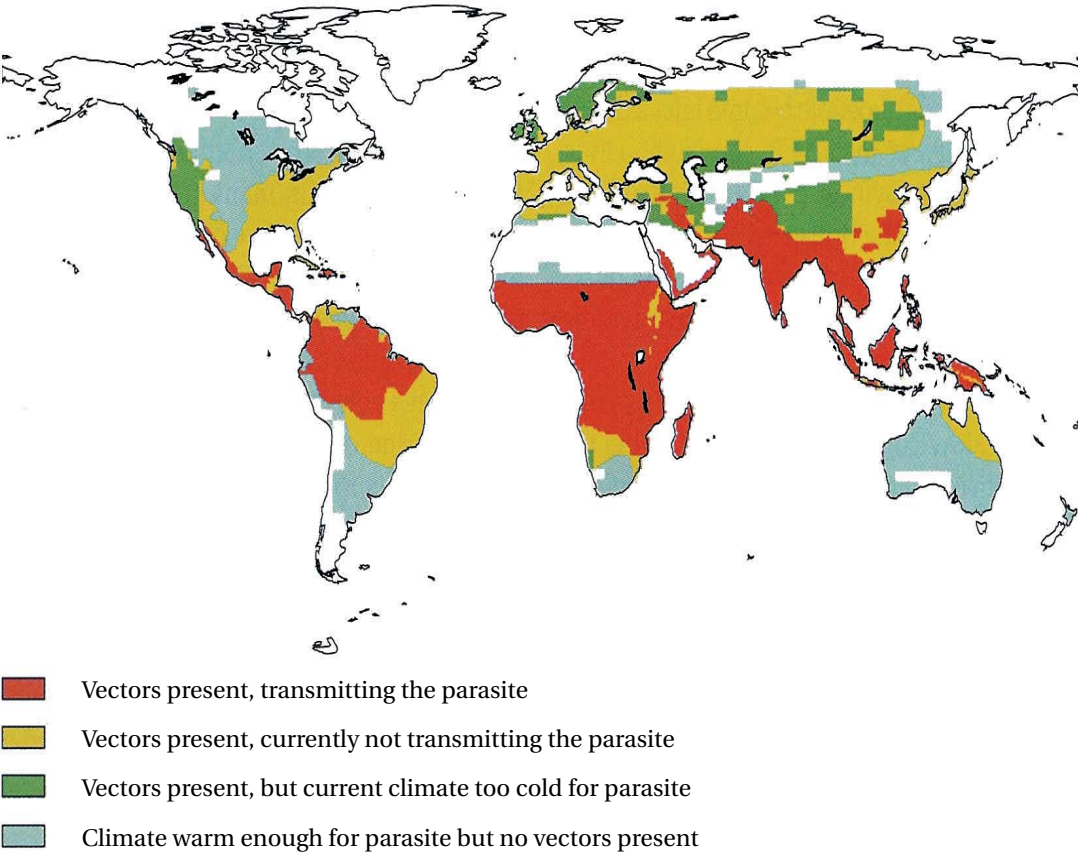 Vectors present, transmitting the parasite
Vectors present, currently not transmitting the parasite
Vectors present, but current climate too cold for parasite
Climate warm enough for parasite but no vectors present